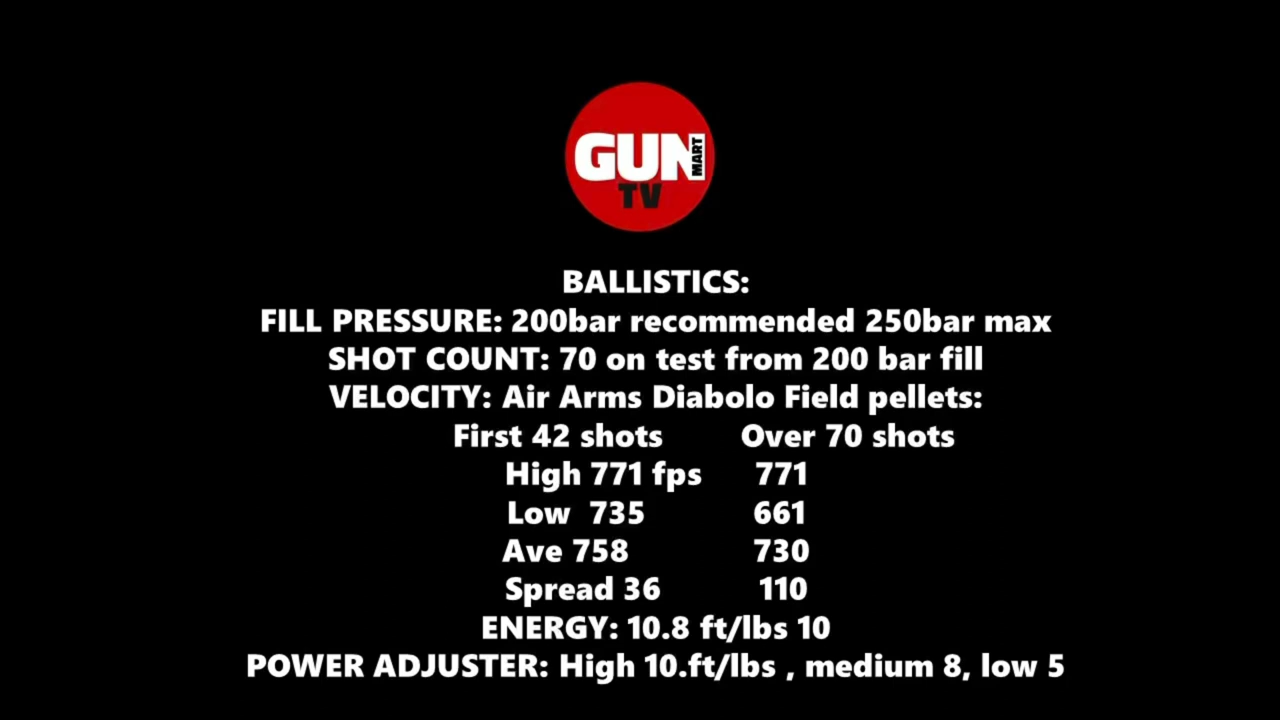 GUN MART
TV
BALLISTICS:
FILL PRESSURE: 200bar recommended 250bar max
SHOT COUNT: 70 on test from 200 bar fill
VELOCITY: Air Arms Diabolo Field pellets:
First 42 shots Over 70 shots
High 771 fps 771
Low 735 661
Ave 758 730
Spread 36 110
ENERGY: 10.8 ft/lbs 10
POWER ADJUSTER: High 10.ft/lbs , medium 8, low 5